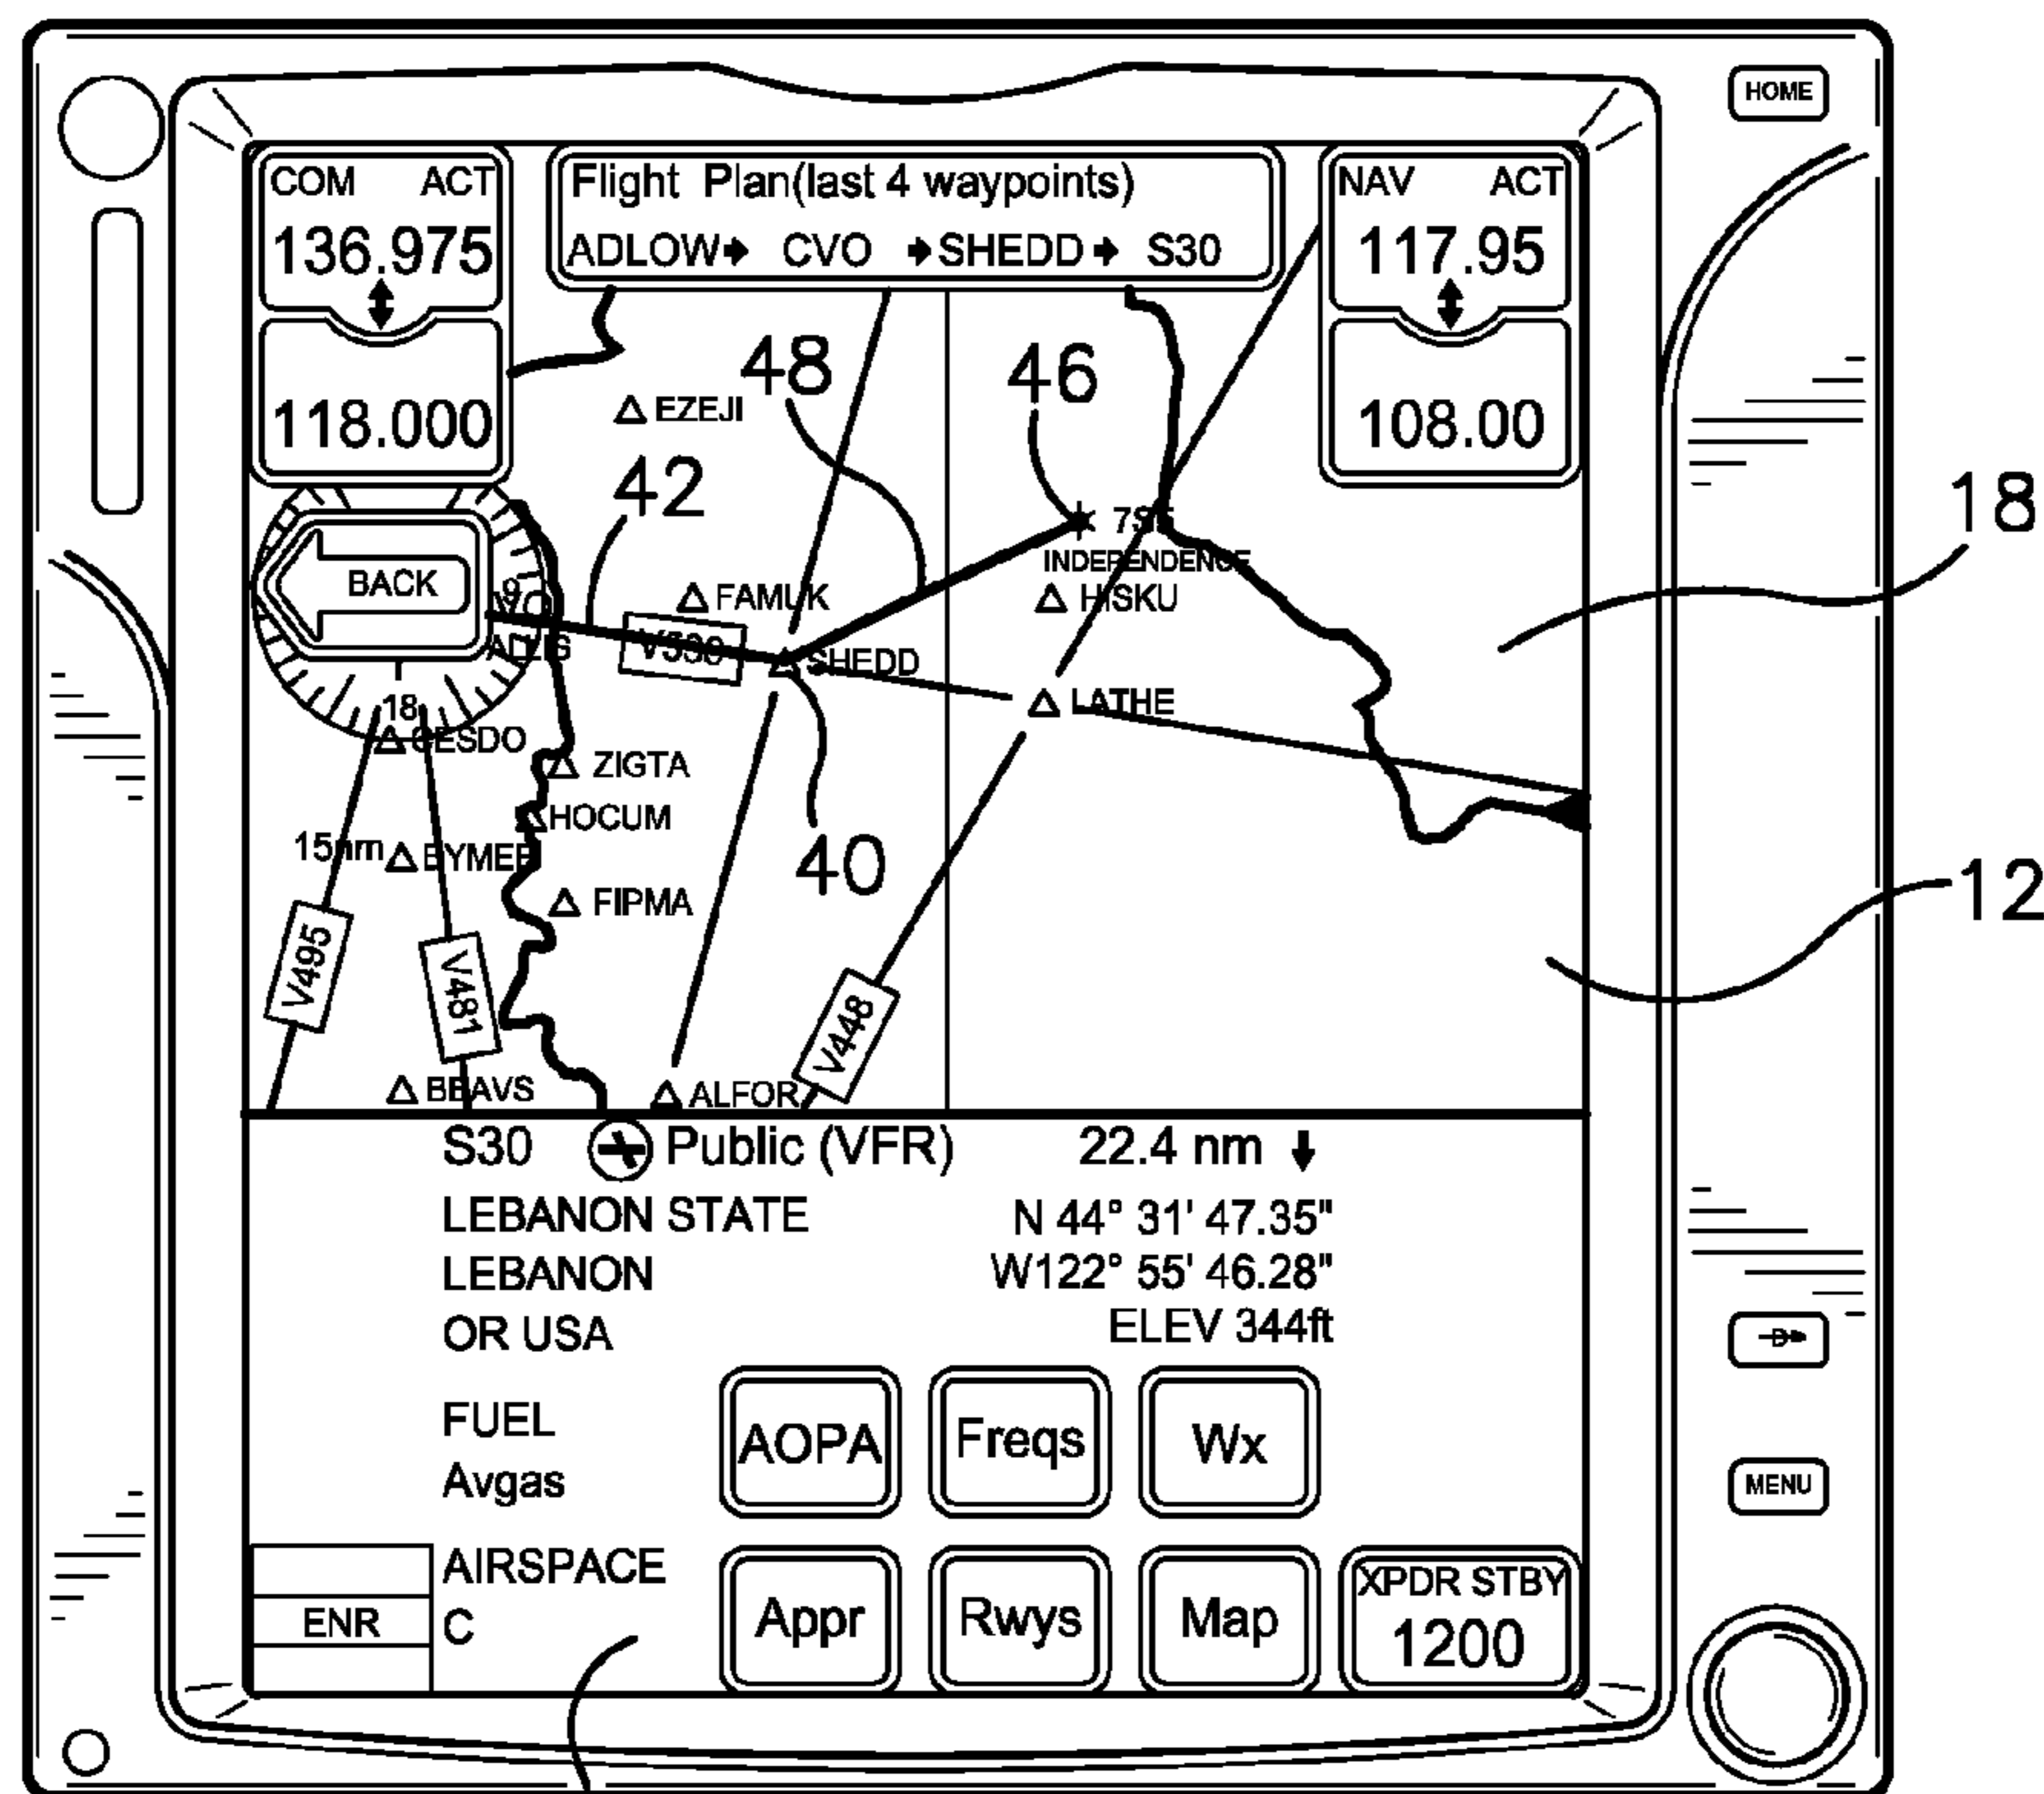 HOME
COM ACT
136.975
118.000
Flight Plan(last 4 waypoints)
ADLOW➧ CVO ➧SHEDD➧ S30
NAV ACT
117.95
108.00
48
46
EZEJI
42
18
INDEPENDENCE
BACK
9
FAMUK
HISKU
SHEDD
LATHE
18
ZIGTA
HOCUM
15nm
40
12
FIPMA
V495
V481
V448
BEAVS
ALFOR
S30 Public (VFR) 22.4 nm ↓
LEBANON STATE N 44° 31' 47.35"
LEBANON W122° 55' 46.28"
OR USA ELEV 344ft
FUEL
Avgas
AOPA Freqs Wx
MENU
AIRSPACE
ENR C
Appr Rwys Map
XPDR STBY
1200